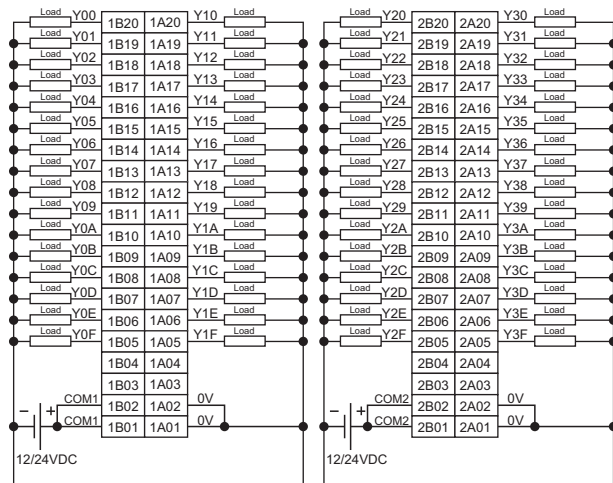 Load Y00 1B20 1A20 Y10 Load Load Y20 2B20 2A20 Y30 Load
Load Y01 1B19 1A19 Y11 Load Load Y21 2B19 2A19 Y31 Load
Load Y02 1B18 1A18 Y12 Load Load Y22 2B18 2A18 Y32 Load
Load Y03 1B17 1A17 Y13 Load Load Y23 2B17 2A17 Y33 Load
Load Y04 1B16 1A16 Y14 Load Load Y24 2B16 2A16 Y34 Load
Load Y05 1B15 1A15 Y15 Load Load Y25 2B15 2A15 Y35 Load
Load Y06 1B14 1A14 Y16 Load Load Y26 2B14 2A14 Y36 Load
Load Y07 1B13 1A13 Y17 Load Load Y27 2B13 2A13 Y37 Load
Load Y08 1B12 1A12 Y18 Load Load Y28 2B12 2A12 Y38 Load
Load Y09 1B11 1A11 Y19 Load Load Y29 2B11 2A11 Y39 Load
Load Y0A 1B10 1A10 Y1A Load Load Y2A 2B10 2A10 Y3A Load
Load Y0B 1B09 1A09 Y1B Load Load Y2B 2B09 2A09 Y3B Load
Load Y0C 1B08 1A08 Y1C Load Load Y2C 2B08 2A08 Y3C Load
Load Y0D 1B07 1A07 Y1D Load Load Y2D 2B07 2A07 Y3D Load
Load Y0E 1B06 1A06 Y1E Load Load Y2E 2B06 2A06 Y3E Load
Load Y0F 1B05 1A05 Y1F Load Load Y2F 2B05 2A05 Y3F Load
1B04 1A04 2B04 2A04
1B03 1A03 2B03 2A03
− + COM1 1B02 1A02 0V − + COM2 2B02 2A02 0V
COM1 1B01 1A01 0V COM2 2B01 2A01 0V
12/24VDC 12/24VDC